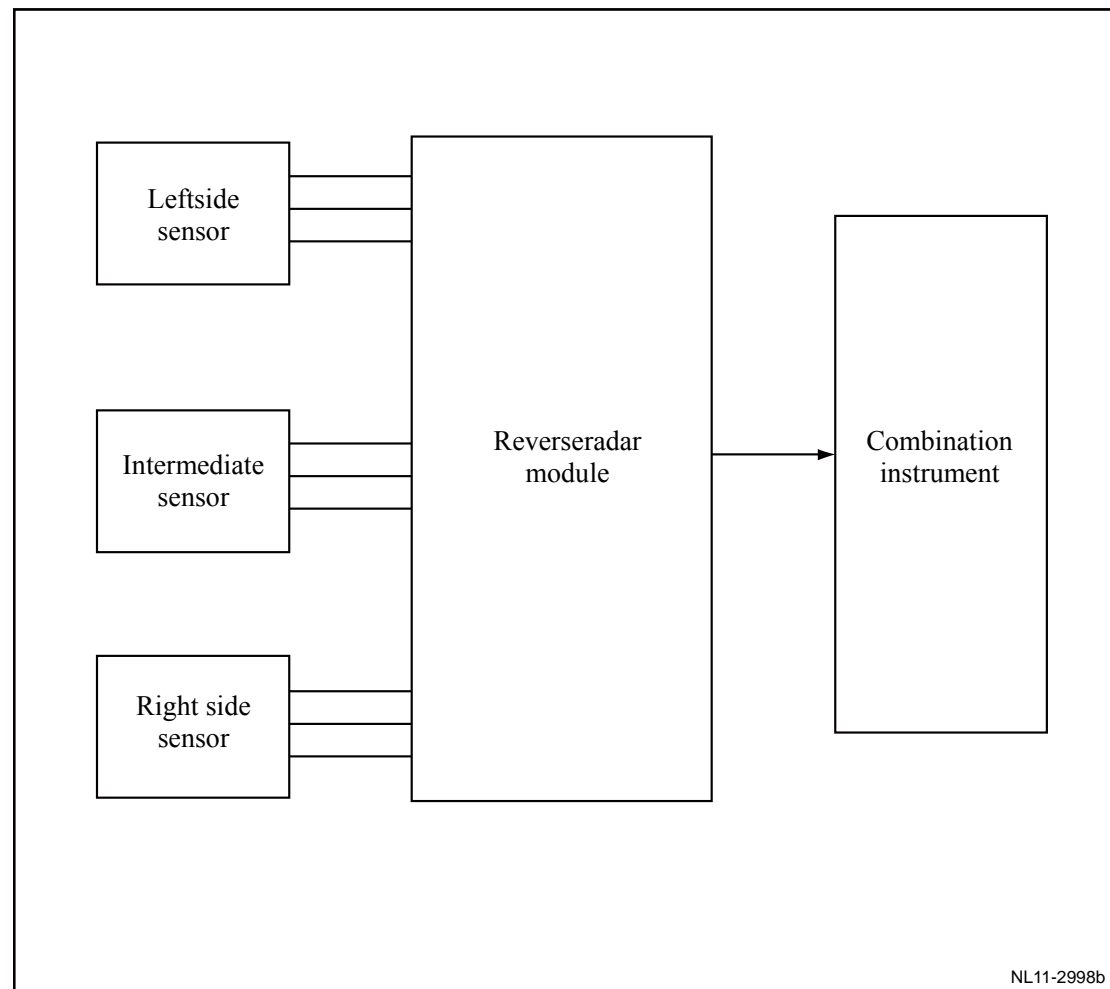 Leftside
sensor
Intermediate
sensor
Right side
sensor
Reverseradar
module
Combination
instrument
NL11-2998b